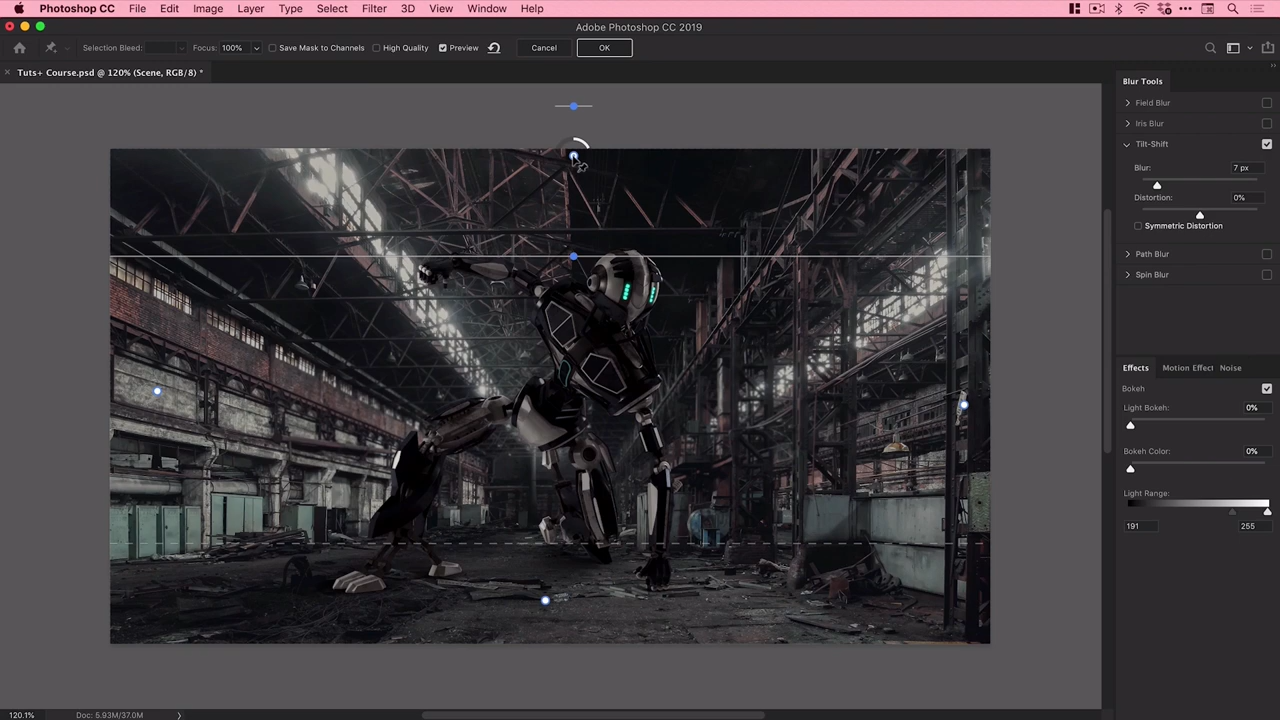 Photoshop CC File Edit Image Layer Type Select Filter 3D View Window Help
Adobe Photoshop CC 2019
Selection Bleed: Focus: 100% Save Mask to Channels High Quality Preview Cancel OK
Tuts+ Course.psd @ 120% (Scene, RGB/8) *
Blur Tools
Field Blur
Iris Blur
Tilt-Shift
Blur: 7 px
Distortion: 0%
Symmetric Distortion
Path Blur
Spin Blur
Effects Motion Effect Noise
Bokeh
Light Bokeh: 0%
Bokeh Color: 0%
Light Range:
191 255
120.1% Doc: 5.93M/37.0M